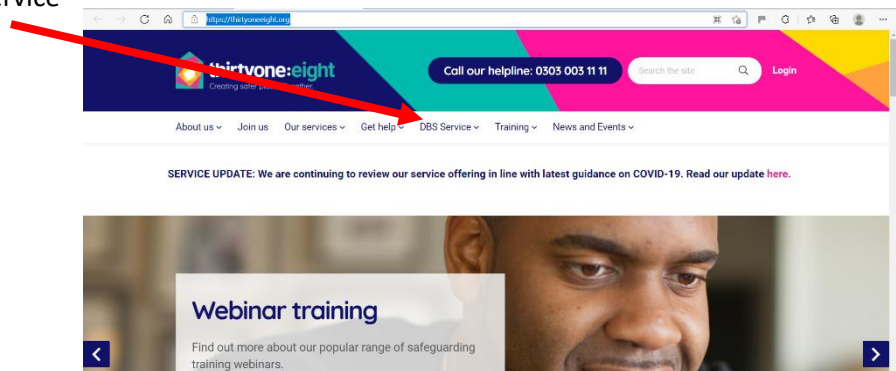 https://thirtyoneeight.org
thirtyone:eight
Call our helpline: 0303 003 11 11
Search the site
Login
About us
Join us
Our services
Get help
DBS Service
Training
News and Events
SERVICE UPDATE: We are continuing to review our service offering in line with latest guidance on COVID-19. Read our update here.
Webinar training
Find out more about our popular range of safeguarding
training webinars.